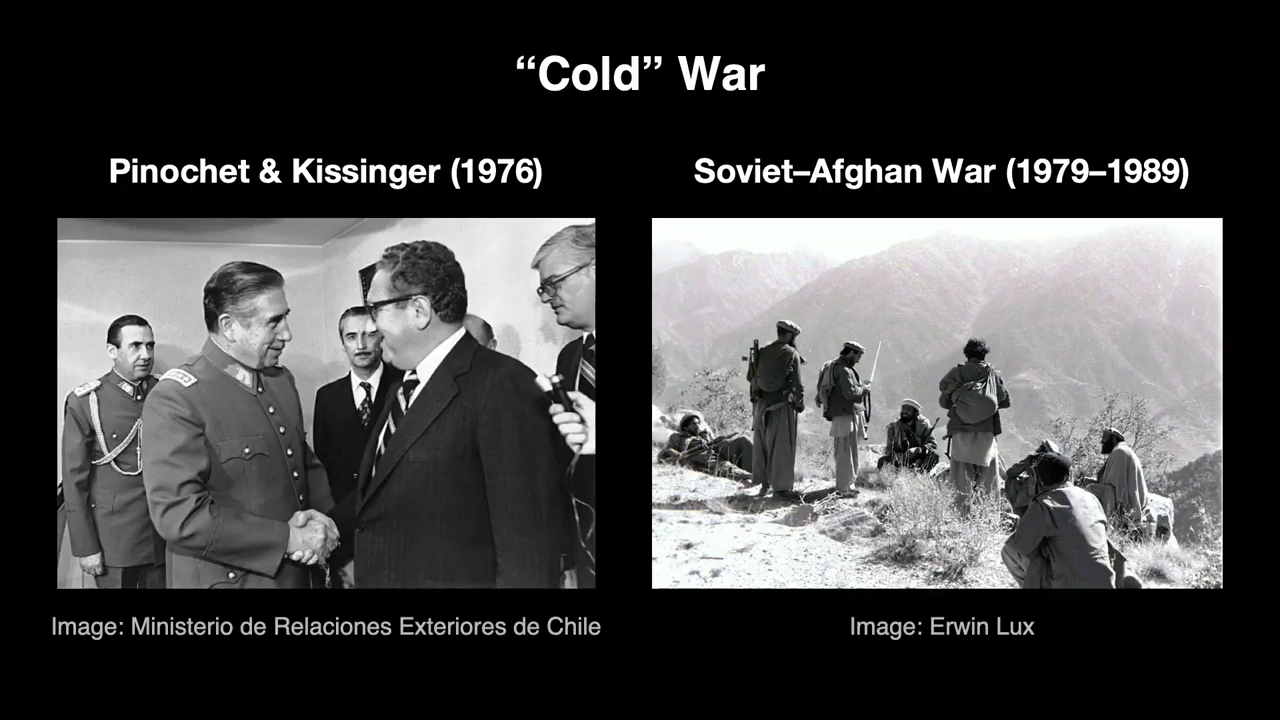 “Cold” War
Pinochet & Kissinger (1976)
Soviet–Afghan War (1979–1989)
Image: Ministerio de Relaciones Exteriores de Chile
Image: Erwin Lux